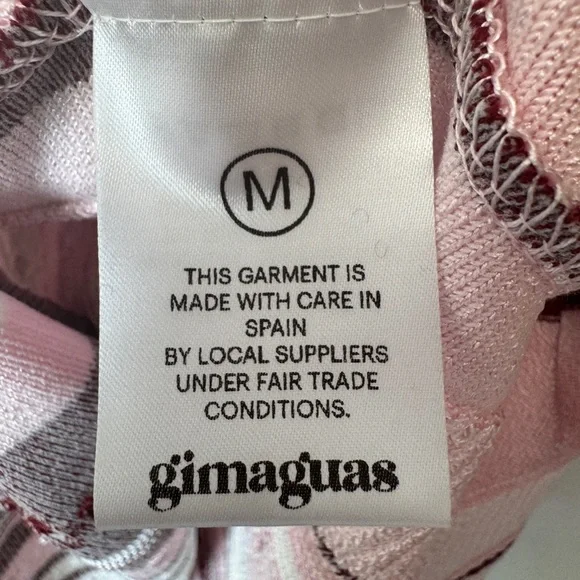 M
THIS GARMENT IS
MADE WITH CARE IN
SPAIN
BY LOCAL SUPPLIERS
UNDER FAIR TRADE
CONDITIONS.
gimaguas